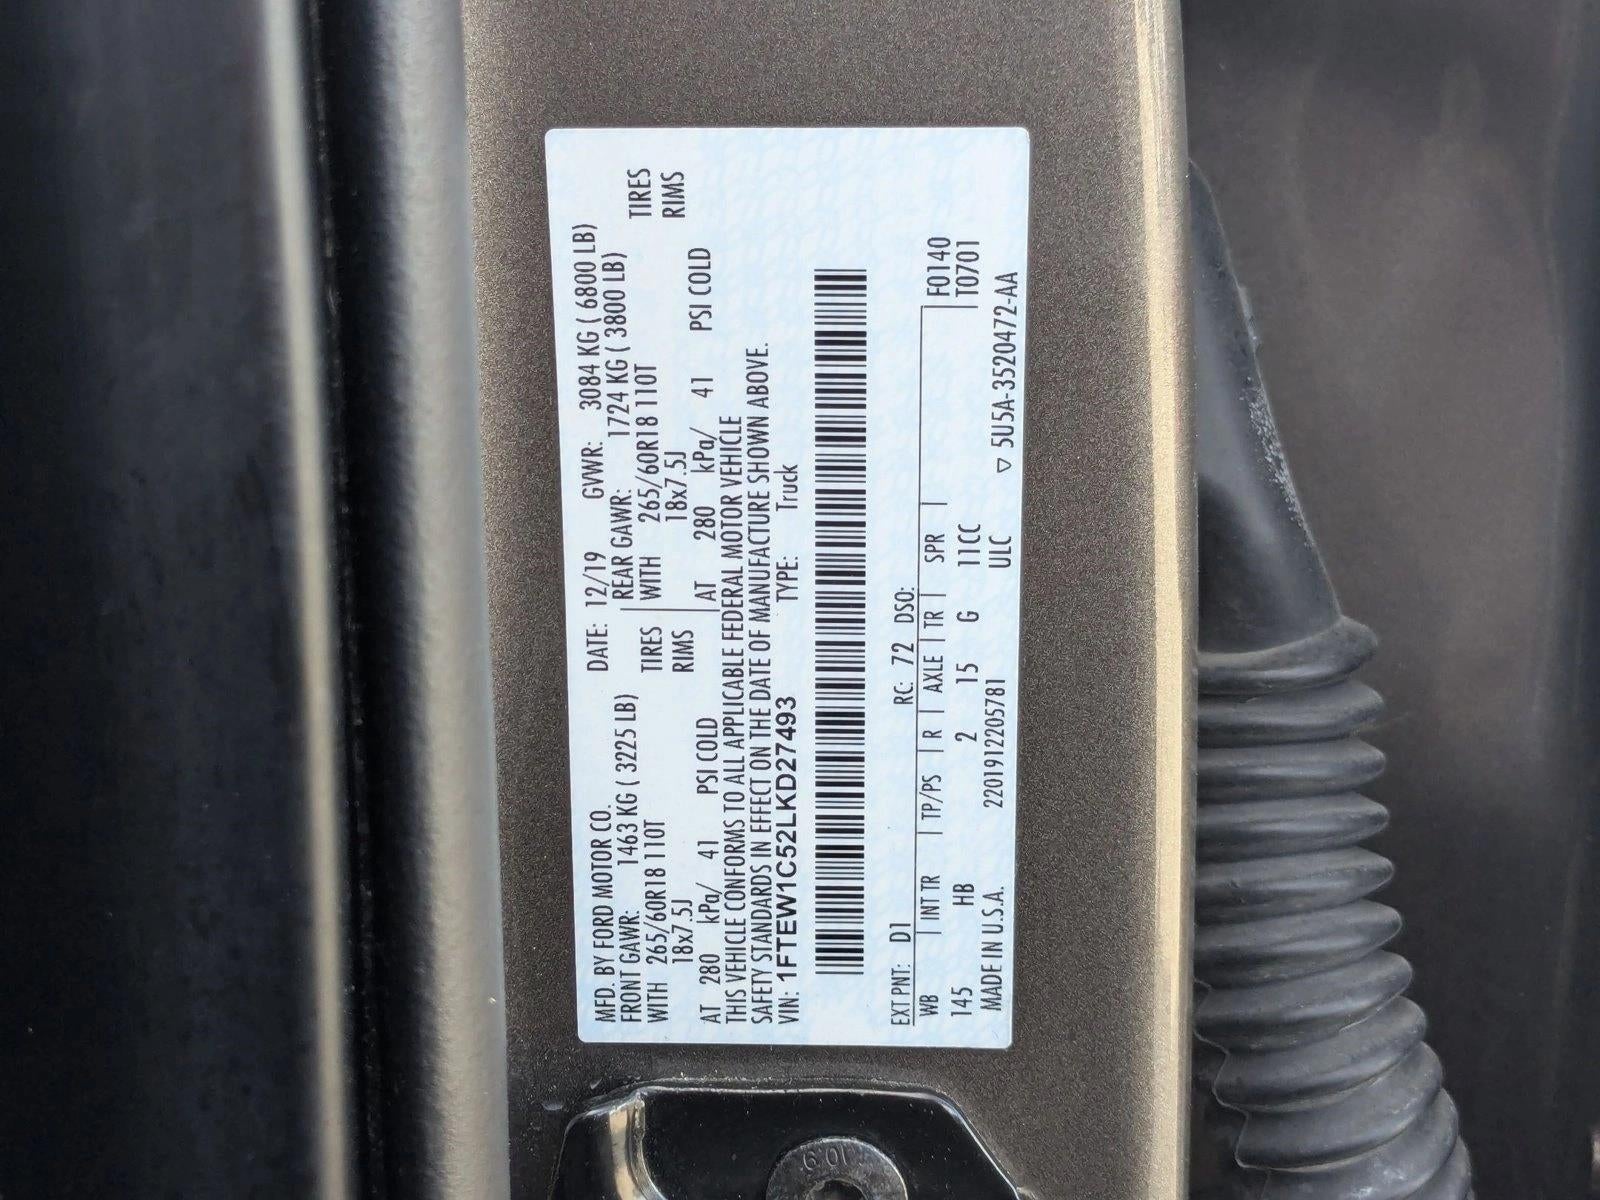 MFD. BY FORD MOTOR CO. DATE: 12/19 GVWR: 3084 KG ( 6800 LB)
FRONT GAWR: 1463 KG ( 3225 LB) REAR GAWR: 1724 KG ( 3800 LB)
WITH 265/60R18 110T TIRES WITH 265/60R18 110T TIRES
18x7.5J RIMS 18x7.5J RIMS
AT 280 kPa/ 41 PSI COLD AT 280 kPa/ 41 PSI COLD
THIS VEHICLE CONFORMS TO ALL APPLICABLE FEDERAL MOTOR VEHICLE
SAFETY STANDARDS IN EFFECT ON THE DATE OF MANUFACTURE SHOWN ABOVE.
VIN: 1FTEW1C52LKD27493 TYPE: Truck
EXT PNT: D1 RC: 72 DSO:
WB | INT TR | TP/PS | R | AXLE | TR | SPR | F0140
145 HB 2 15 G 11CC T0701
MADE IN U.S.A. 2201912205781 ULC ▽ 5U5A-3520472-AA
10.9